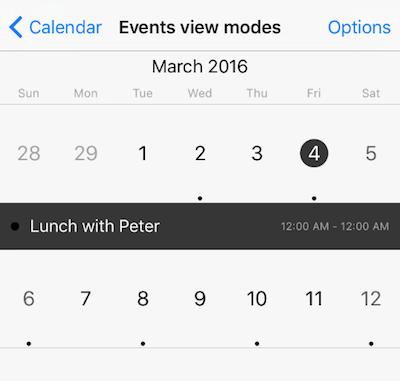 Calendar Events view modes Options
March 2016
Sun Mon Tue Wed Thu Fri Sat
28 29 1 2 3 4 5
Lunch with Peter 12:00 AM - 12:00 AM
6 7 8 9 10 11 12